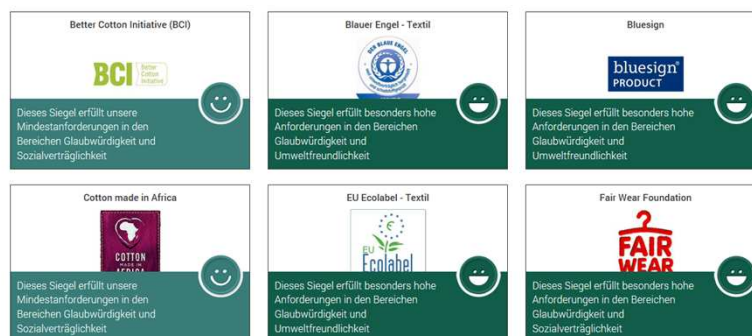 Better Cotton Initiative (BCI)
BCI
Better
Cotton
Initiative
Dieses Siegel erfüllt unsere
Mindestanforderungen in den
Bereichen Glaubwürdigkeit und
Sozialverträglichkeit
Blauer Engel - Textil
DER BLAUE ENGEL
Dieses Siegel erfüllt besonders hohe
Anforderungen in den Bereichen
Glaubwürdigkeit und
Umweltfreundlichkeit
Bluesign
bluesign®
PRODUCT
Dieses Siegel erfüllt besonders hohe
Anforderungen in den Bereichen
Glaubwürdigkeit und
Umweltfreundlichkeit
Cotton made in Africa
COTTON
MADE IN
AFRICA
Dieses Siegel erfüllt unsere
Mindestanforderungen in den
Bereichen Glaubwürdigkeit und
Sozialverträglichkeit
EU Ecolabel - Textil
EU
Ecolabel
Dieses Siegel erfüllt besonders hohe
Anforderungen in den Bereichen
Glaubwürdigkeit und
Umweltfreundlichkeit
Fair Wear Foundation
FAIR
WEAR
Dieses Siegel erfüllt besonders hohe
Anforderungen in den Bereichen
Glaubwürdigkeit und
Sozialverträglichkeit